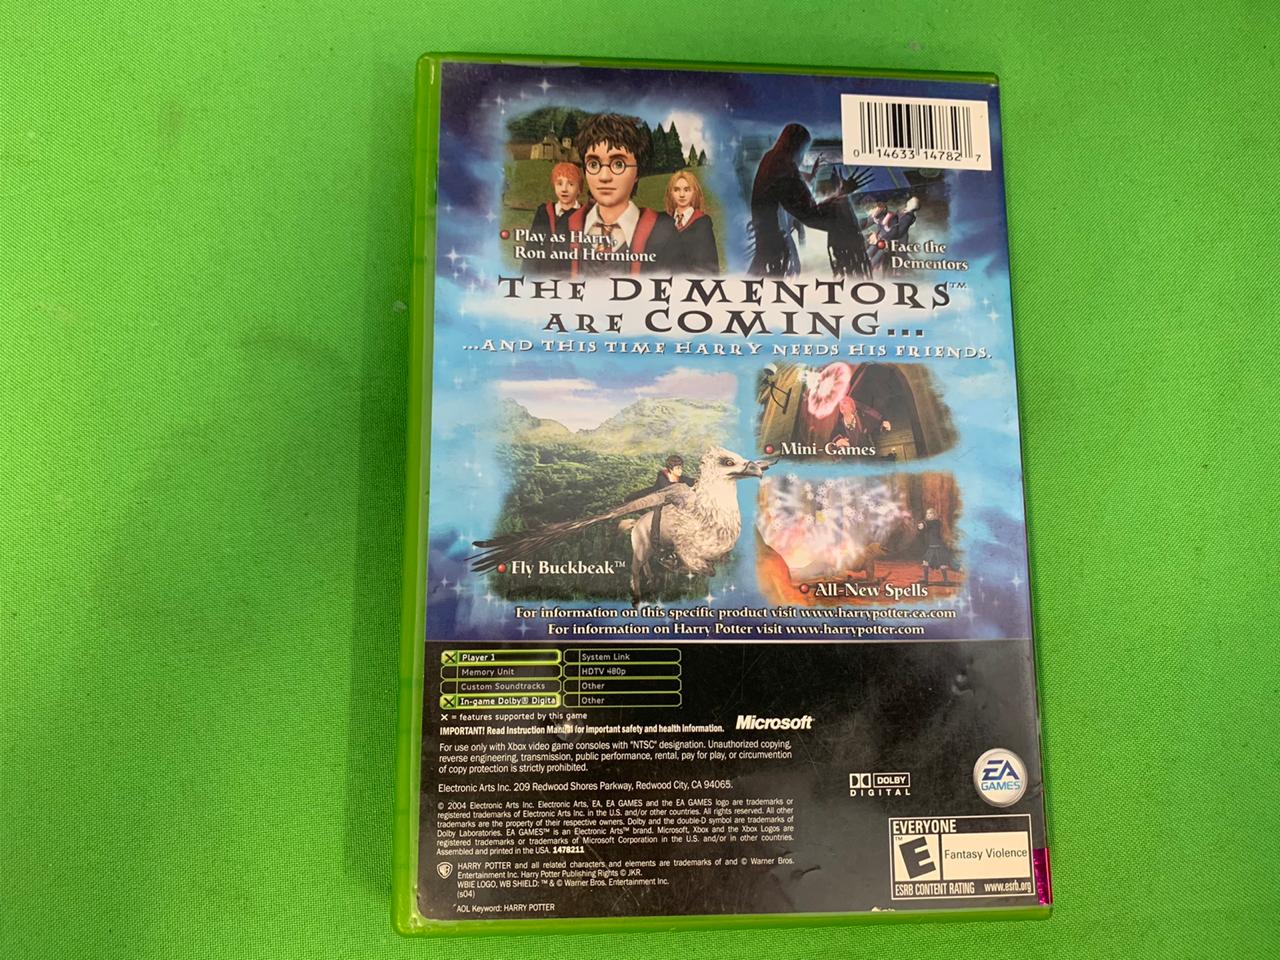 0 14633 14782 7
Play as Harry,
Ron and Hermione
Face the
Dementors
THE DEMENTORS™
ARE COMING...
...AND THIS TIME HARRY NEEDS HIS FRIENDS.
Mini-Games
Fly Buckbeak™
All-New Spells
For information on this specific product visit www.harrypotter.ea.com
For information on Harry Potter visit www.harrypotter.com
X Player 1
System Link
Memory Unit
HDTV 480p
Custom Soundtracks
Other
X In-game Dolby® Digital
Other
X = features supported by this game
IMPORTANT! Read Instruction Manual for important safety and health information.
Microsoft®
For use only with Xbox video game consoles with "NTSC" designation. Unauthorized copying,
reverse engineering, transmission, public performance, rental, pay for play, or circumvention
of copy protection is strictly prohibited.
Electronic Arts Inc. 209 Redwood Shores Parkway, Redwood City, CA 94065.
DOLBY
DIGITAL
EA
GAMES™
© 2004 Electronic Arts Inc. Electronic Arts, EA, EA GAMES and the EA GAMES logo are trademarks or
registered trademarks of Electronic Arts Inc. in the U.S. and/or other countries. All rights reserved. All other
trademarks are the property of their respective owners. Dolby and the double-D symbol are trademarks of
Dolby Laboratories. EA GAMES™ is an Electronic Arts™ brand. Microsoft, Xbox and the Xbox Logos are
registered trademarks or trademarks of Microsoft Corporation in the U.S. and/or in other countries.
Assembled and printed in the USA. 1478211
HARRY POTTER and all related characters and elements are trademarks of and © Warner Bros.
Entertainment Inc. Harry Potter Publishing Rights © JKR.
WBIE LOGO, WB SHIELD: ™ & © Warner Bros. Entertainment Inc.
(s04)
AOL Keyword: HARRY POTTER
EVERYONE
E
Fantasy Violence
ESRB CONTENT RATING www.esrb.org